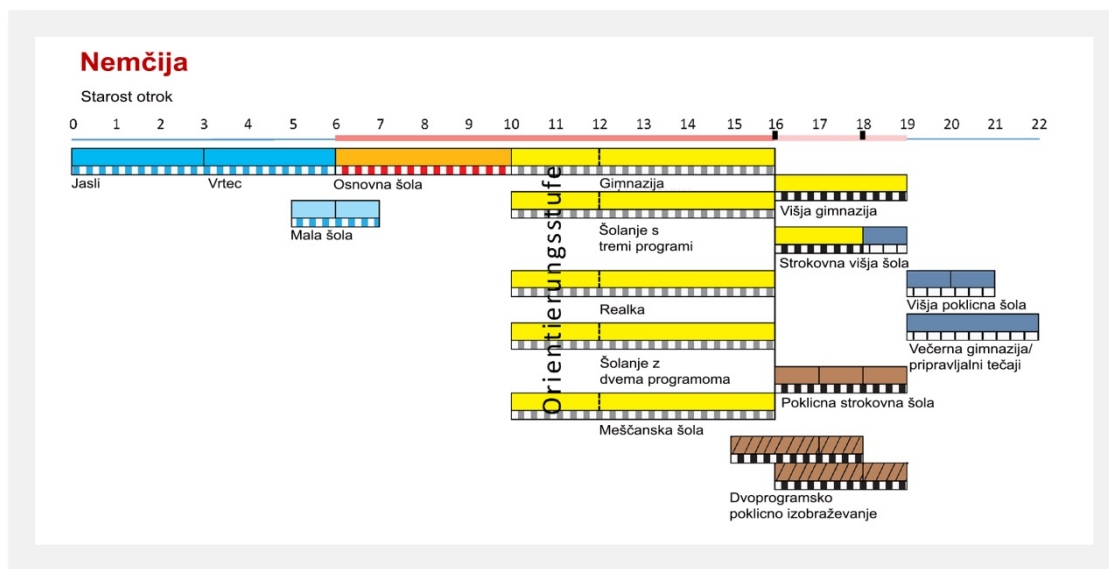 Nemčija
Starost otrok
0 1 2 3 4 5 6 7 8 9 10 11 12 13 14 15 16 17 18 19 20 21 22
Jasli Vrtec Osnovna šola Gimnazija
Orientierungsstufe
Višja gimnazija
Mala šola
Šolanje s
tremi programi
Strokovna višja šola
Realka
Višja poklicna šola
Večerna gimnazija/
pripravljalni tečaji
Šolanje z
dvema programoma
Poklicna strokovna šola
Meščanska šola
Dvoprogramsko
poklicno izobraževanje